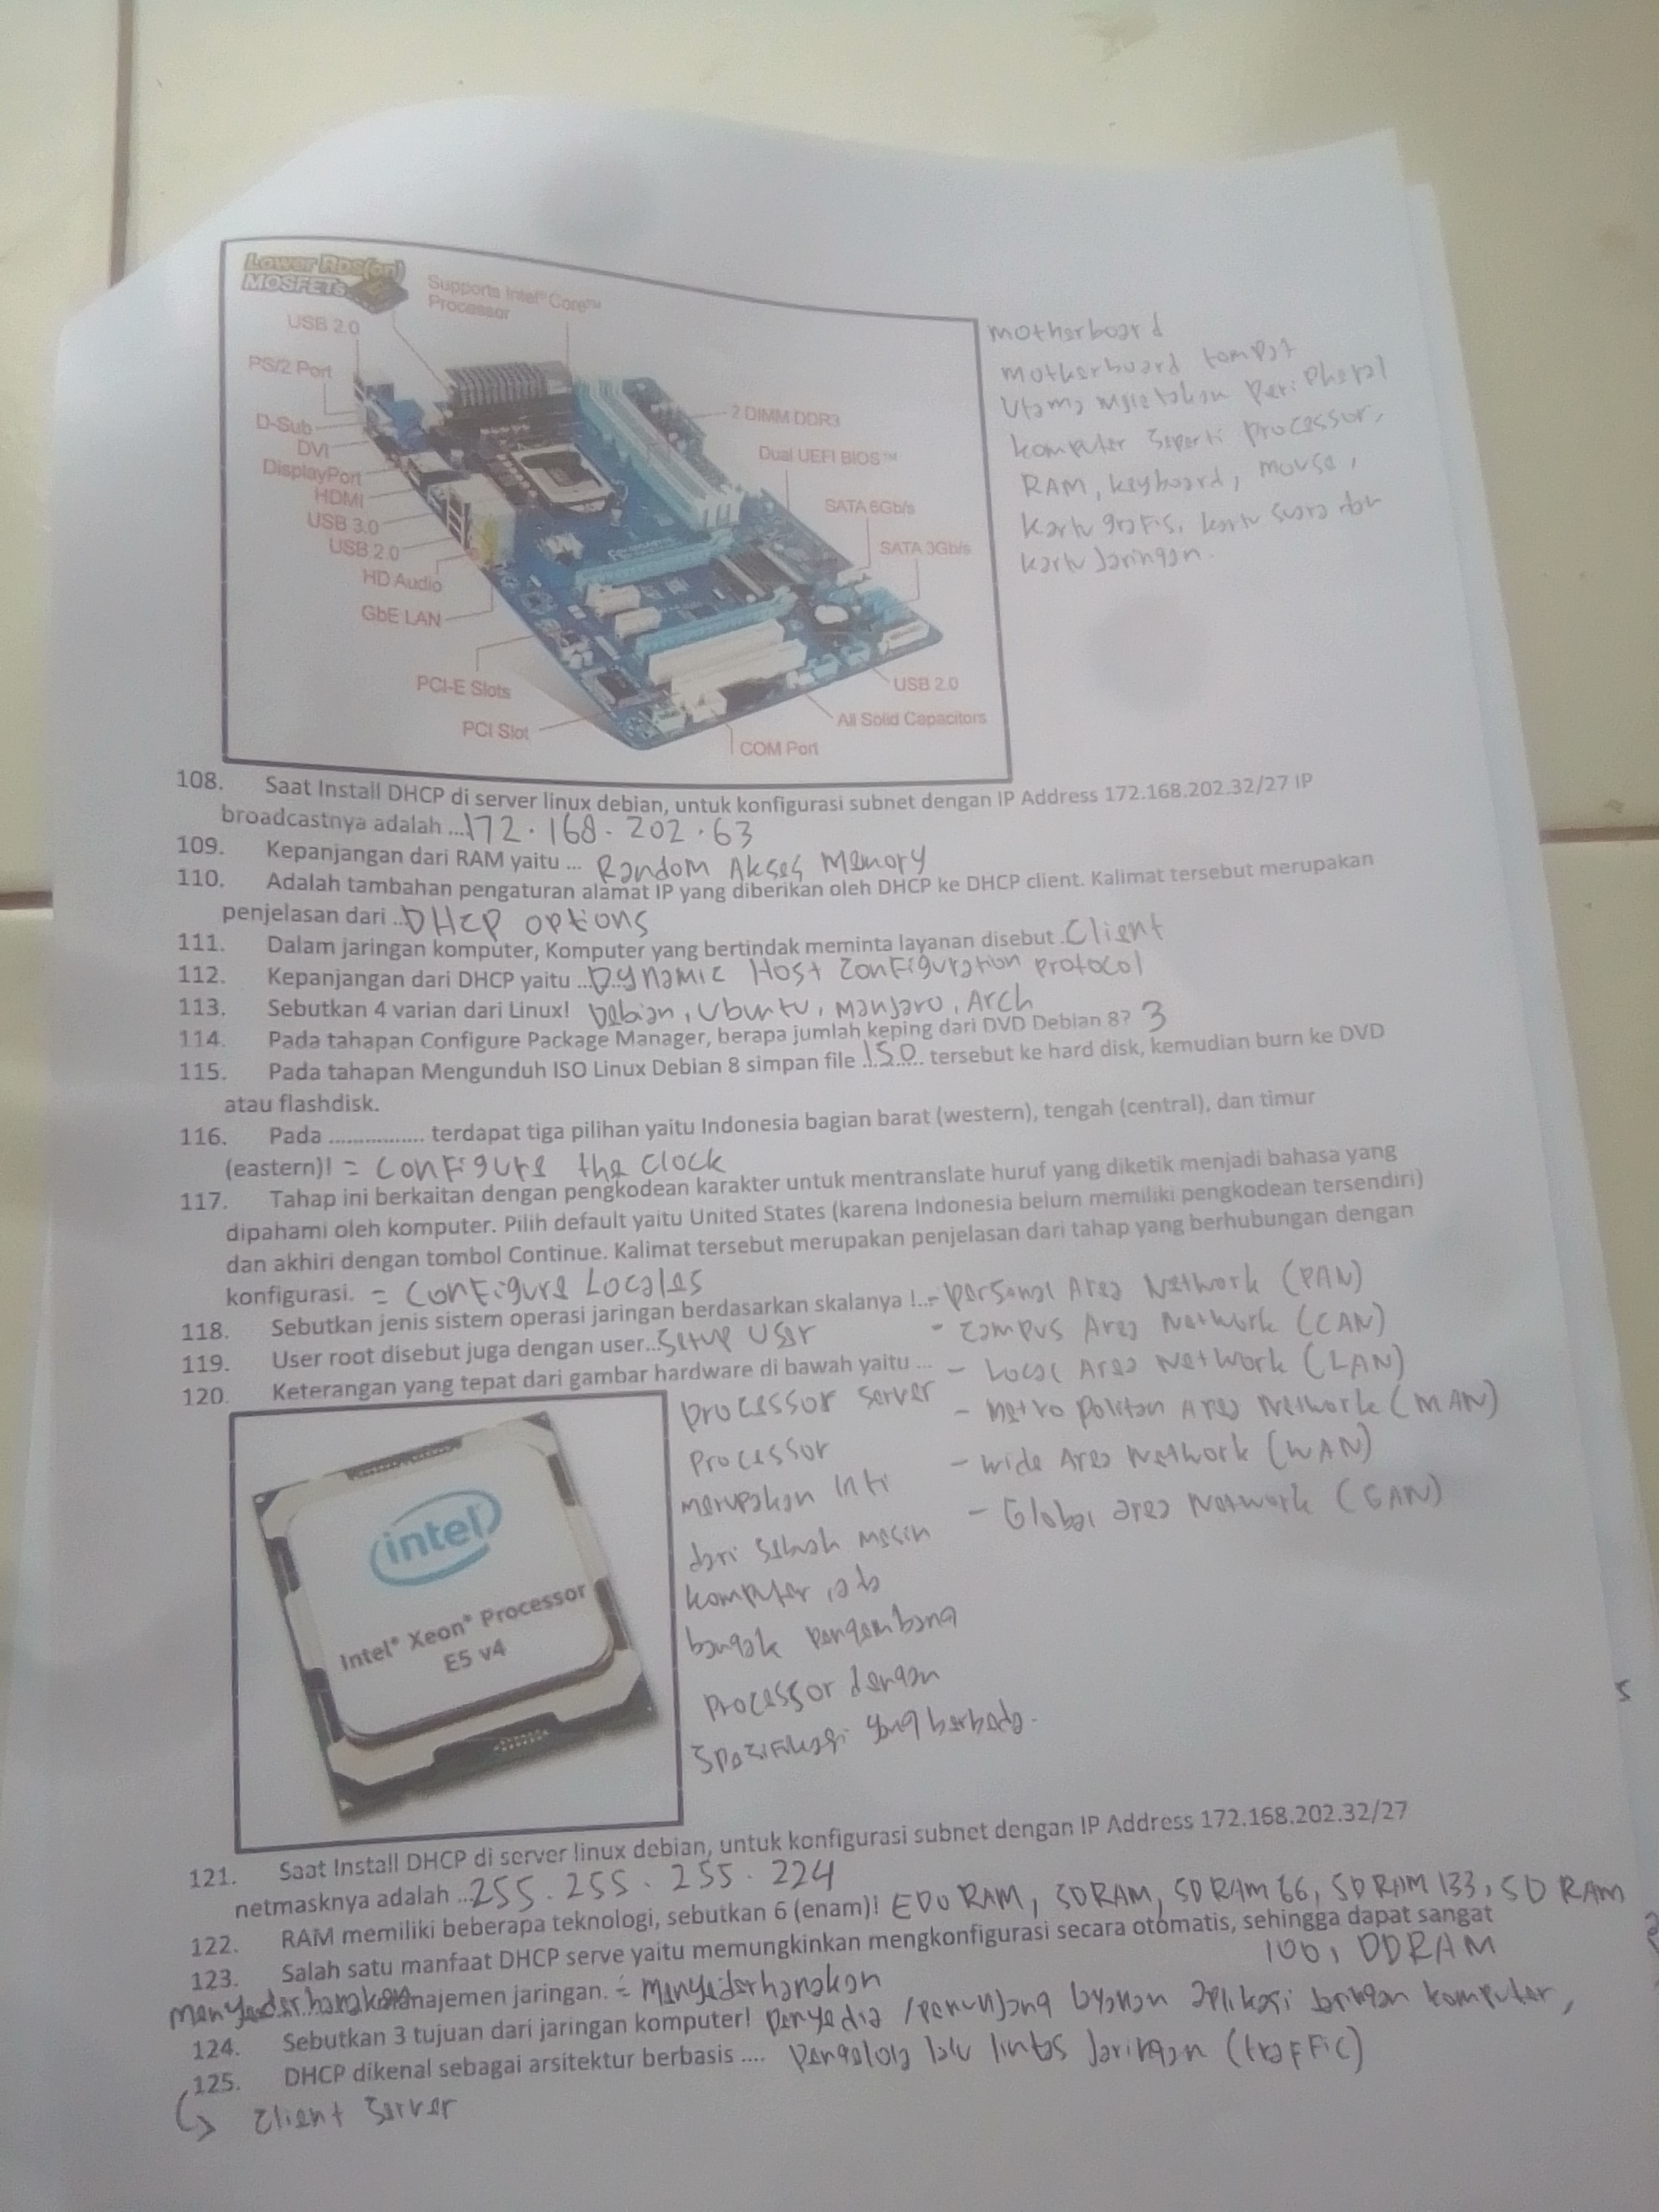 Lower Rds(on)
MOSFETs
Supports Intel® Core™
Processor
USB 2.0
PS/2 Port
D-Sub
DVI
DisplayPort
HDMI
USB 3.0
USB 2.0
HD Audio
GbE LAN
PCI-E Slots
PCI Slot
2 DIMM DDR3
Dual UEFI BIOS™
SATA 6Gb/s
SATA 3Gb/s
USB 2.0
All Solid Capacitors
COM Port
motherboard
motherboard tempat
utama meletakan Peripheral
komputer seperti processor,
RAM, keyboard, mouse,
kartu grafis, kartu suara dan
kartu Jaringan.
108. Saat Install DHCP di server linux debian, untuk konfigurasi subnet dengan IP Address 172.168.202.32/27 IP
broadcastnya adalah ...172.168.202.63
109. Kepanjangan dari RAM yaitu ... Random Akses Memory
110. Adalah tambahan pengaturan alamat IP yang diberikan oleh DHCP ke DHCP client. Kalimat tersebut merupakan
penjelasan dari ...DHCP options
111. Dalam jaringan komputer, Komputer yang bertindak meminta layanan disebut .Client
112. Kepanjangan dari DHCP yaitu ...Dynamic Host Configuration protocol
113. Sebutkan 4 varian dari Linux! Debian, Ubuntu, Manjaro, Arch
114. Pada tahapan Configure Package Manager, berapa jumlah keping dari DVD Debian 8? 3
115. Pada tahapan Mengunduh ISO Linux Debian 8 simpan file .ISO... tersebut ke hard disk, kemudian burn ke DVD
atau flashdisk.
116. Pada ................ terdapat tiga pilihan yaitu Indonesia bagian barat (western), tengah (central), dan timur
(eastern)! = configure the clock
117. Tahap ini berkaitan dengan pengkodean karakter untuk mentranslate huruf yang diketik menjadi bahasa yang
dipahami oleh komputer. Pilih default yaitu United States (karena Indonesia belum memiliki pengkodean tersendiri)
dan akhiri dengan tombol Continue. Kalimat tersebut merupakan penjelasan dari tahap yang berhubungan dengan
konfigurasi. = Configure Locales
118. Sebutkan jenis sistem operasi jaringan berdasarkan skalanya !..- Personal Area Network (PAN)
- Campus Area Network (CAN)
- Local Area Network (LAN)
- Metro politan Area Network (MAN)
- wide Area Network (WAN)
- Global area Network (GAN)
119. User root disebut juga dengan user...Setup User
120. Keterangan yang tepat dari gambar hardware di bawah yaitu ...
intel
Intel® Xeon® Processor
E5 v4
processor server
Processor
merupakan inti
dari sebuah mesin
komputer, ada
banyak pengembang
processor dengan
Spesifikasi yang berbeda.
121. Saat Install DHCP di server linux debian, untuk konfigurasi subnet dengan IP Address 172.168.202.32/27
netmasknya adalah ...255.255.255.224
122. RAM memiliki beberapa teknologi, sebutkan 6 (enam)! EDO RAM, SDRAM, SD RAM 66, SD RAM 133, SD RAM
100, DDRAM
123. Salah satu manfaat DHCP serve yaitu memungkinkan mengkonfigurasi secara otomatis, sehingga dapat sangat
manajemen jaringan. = Menyederhanakan
124. Sebutkan 3 tujuan dari jaringan komputer! Penyedia / penunjang layanan aplikasi jaringan komputer,
Pengelola lalu lintas Jaringan (traffic)
125. DHCP dikenal sebagai arsitektur berbasis ....
Client Server